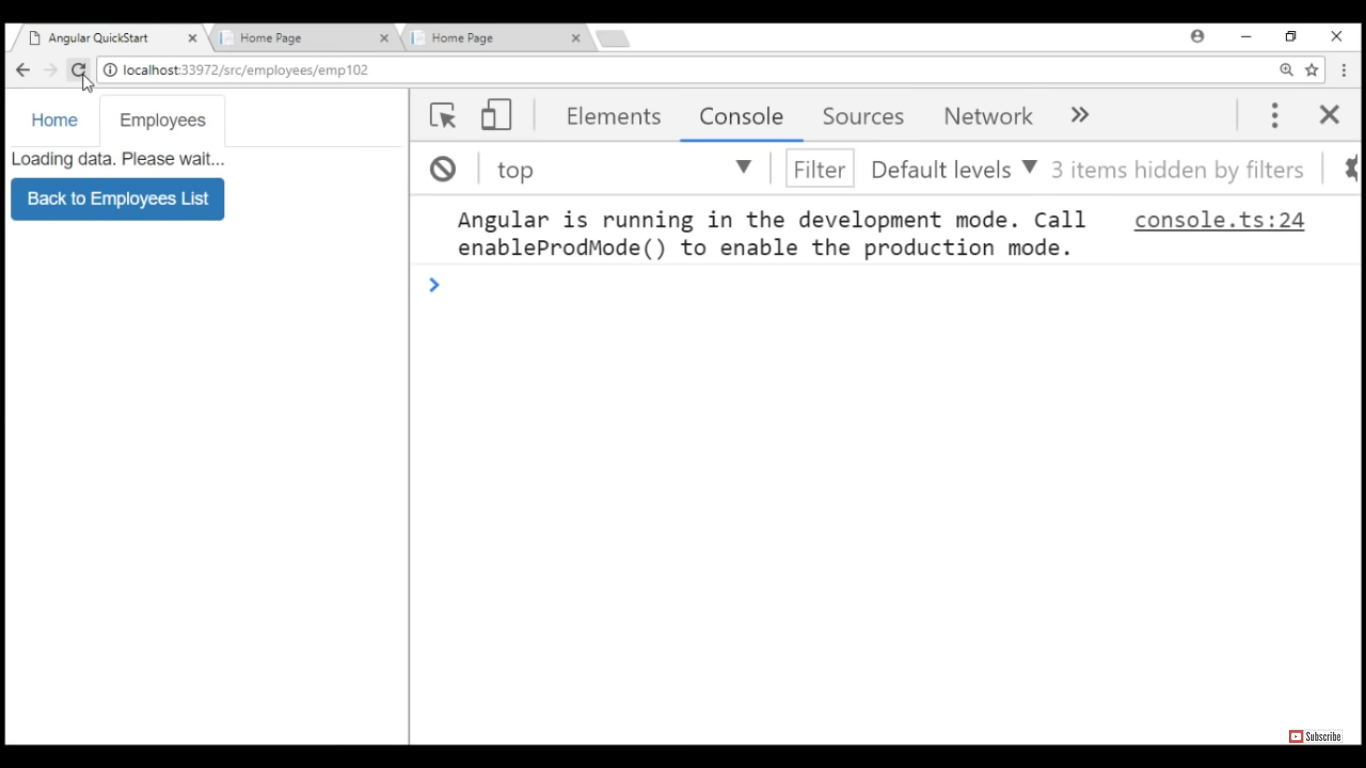 Angular QuickStart
Home Page
Home Page
localhost:33972/src/employees/emp102
Home
Employees
Loading data. Please wait...
Back to Employees List
Elements
Console
Sources
Network
top
Filter
Default levels
3 items hidden by filters
Angular is running in the development mode. Call
enableProdMode() to enable the production mode.
console.ts:24
Subscribe